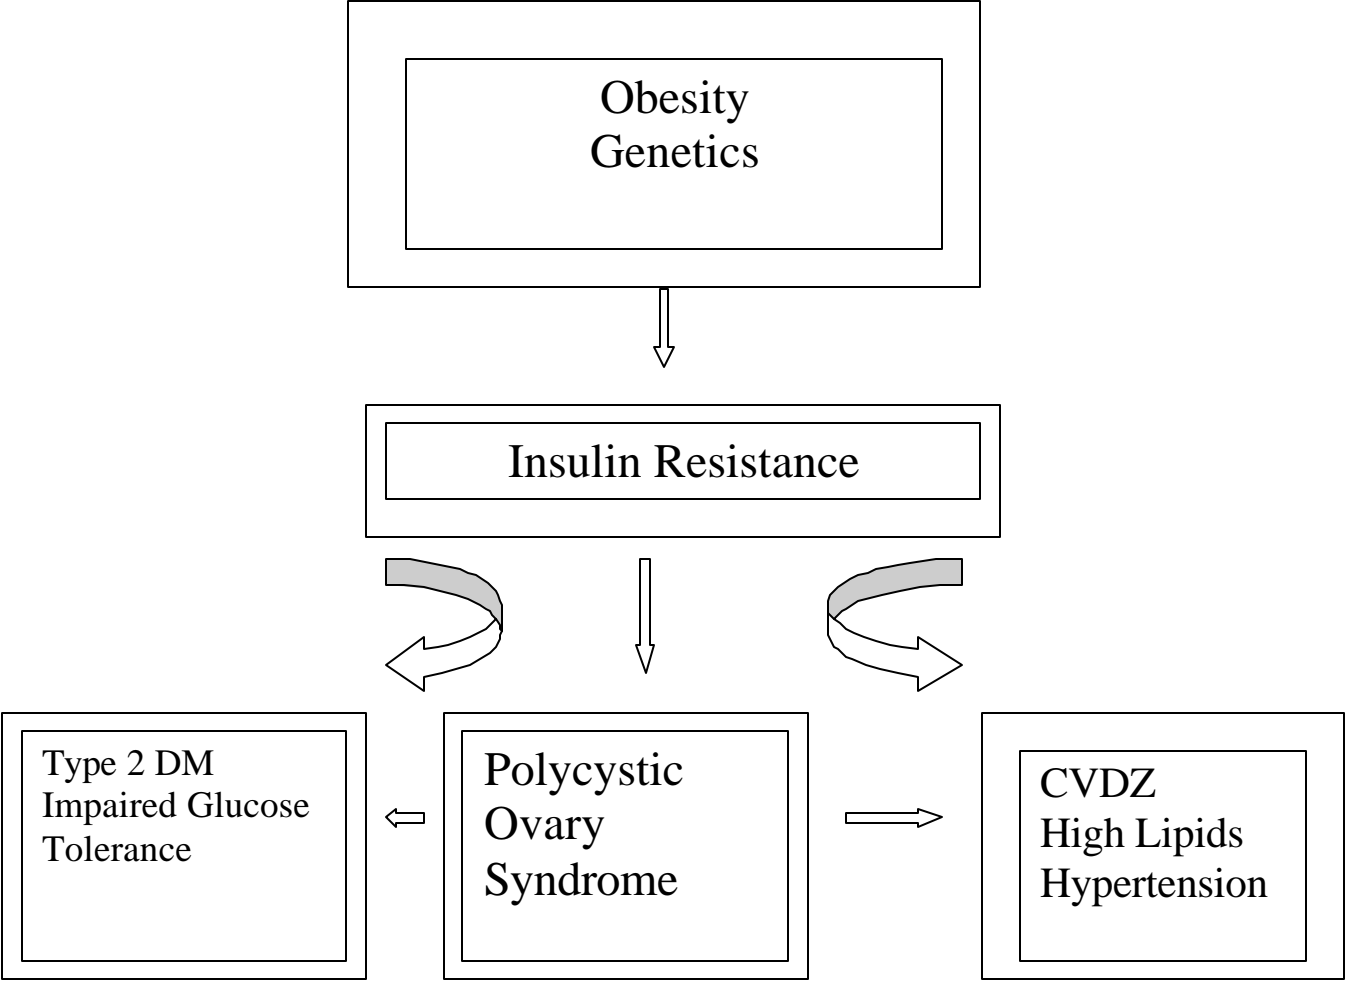 Obesity
Genetics
Insulin Resistance
Type 2 DM
Impaired Glucose
Tolerance
Polycystic
Ovary
Syndrome
CVDZ
High Lipids
Hypertension